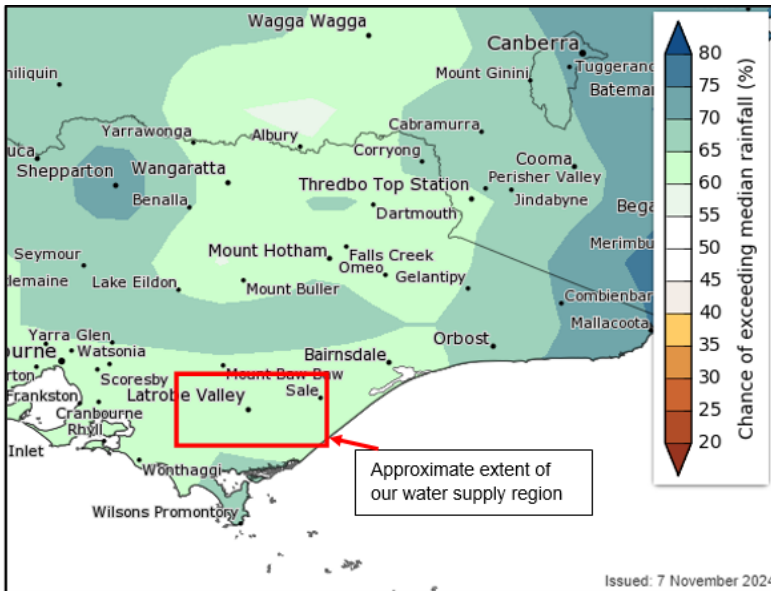 Wagga Wagga
Canberra
niliquin
Mount Ginini
Tuggeran
Bateman
Yarrawonga
Albury
Cabramurra
uca
Corryong
Shepparton
Wangaratta
Cooma
Thredbo Top Station
Perisher Valley
Benalla
Dartmouth
Jindabyne
Bega
Seymour
Mount Hotham
Falls Creek
Merimbu
demaine
Lake Eildon
Omeo
Gelantipy
Mount Buller
Combienbar
Mallacoota
Yarra Glen
Orbost
ourne
Watsonia
Bairnsdale
rton
Scoresby
Mount Baw Baw
Frankston
Latrobe Valley
Sale
Cranbourne
Rhyll
Inlet
Wonthaggi
Wilsons Promontory
Approximate extent of
our water supply region
80
75
70
65
60
55
50
45
40
35
30
25
20
Chance of exceeding median rainfall (%)
Issued: 7 November 2024